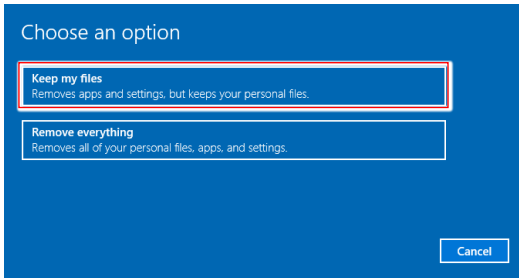 Choose an option
Keep my files
Removes apps and settings, but keeps your personal files.
Remove everything
Removes all of your personal files, apps, and settings.
Cancel